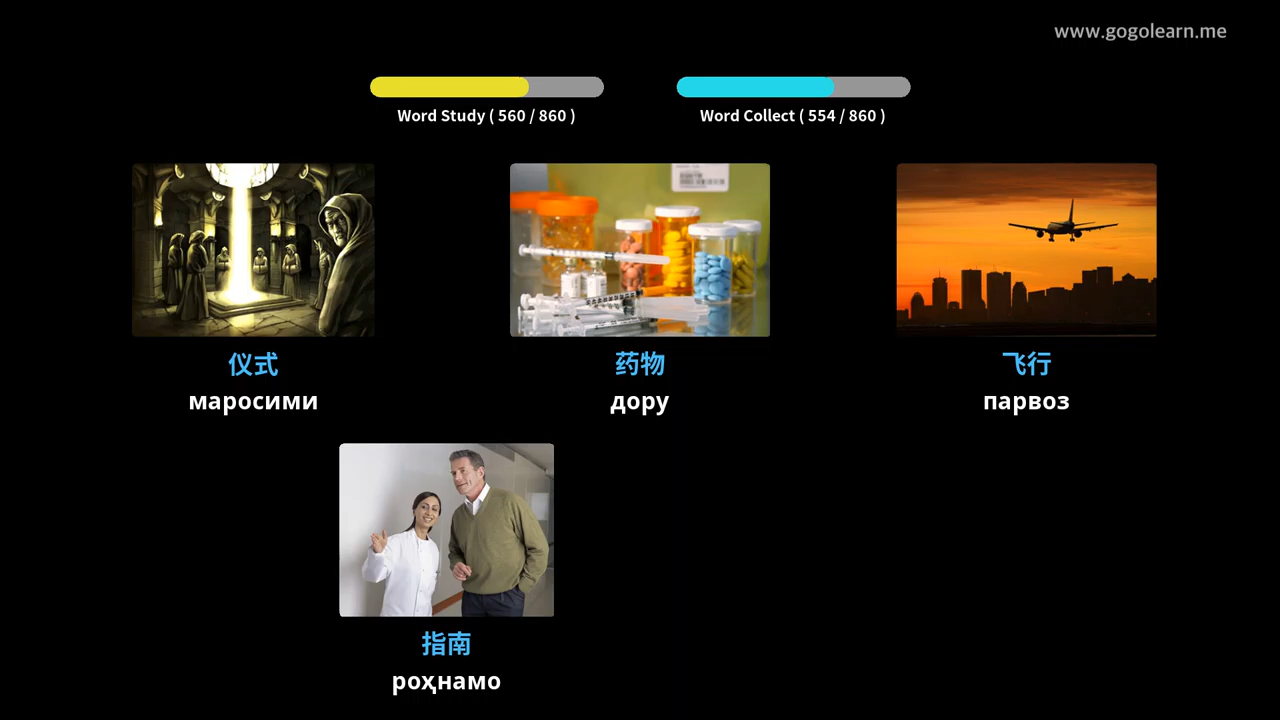 www.gogolearn.me
Word Study ( 560 / 860 )
Word Collect ( 554 / 860 )
仪式
маросими
药物
дору
飞行
парвоз
指南
роҳнамо